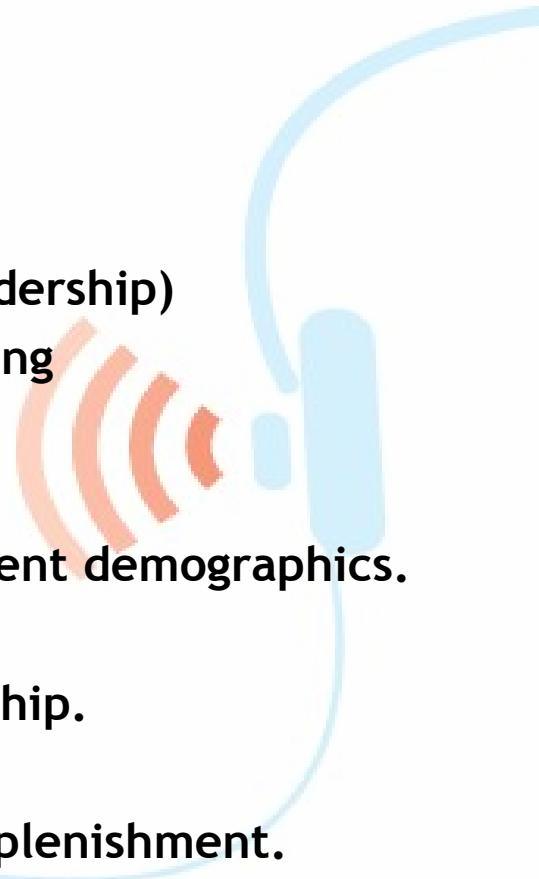 dership)
ng
ent demographics.
hip.
plenishment.